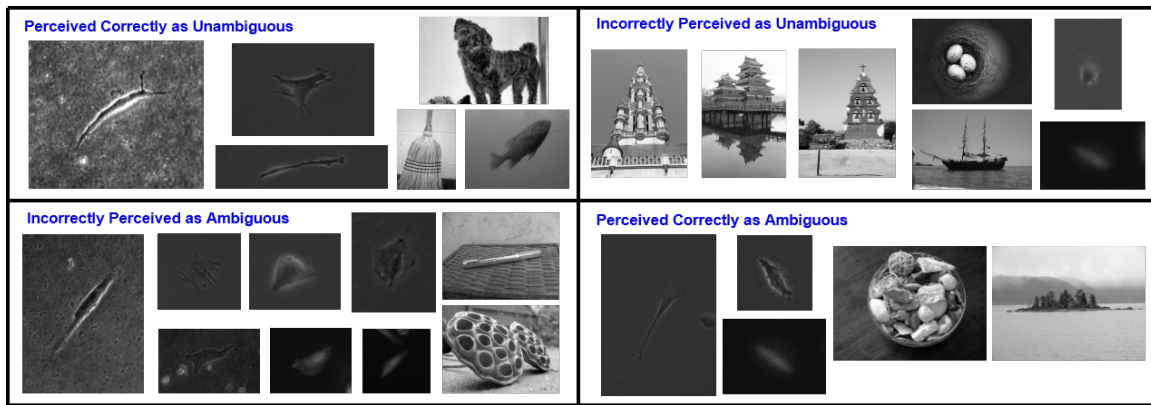 Perceived Correctly as Unambiguous
Incorrectly Perceived as Unambiguous
Incorrectly Perceived as Ambiguous
Perceived Correctly as Ambiguous